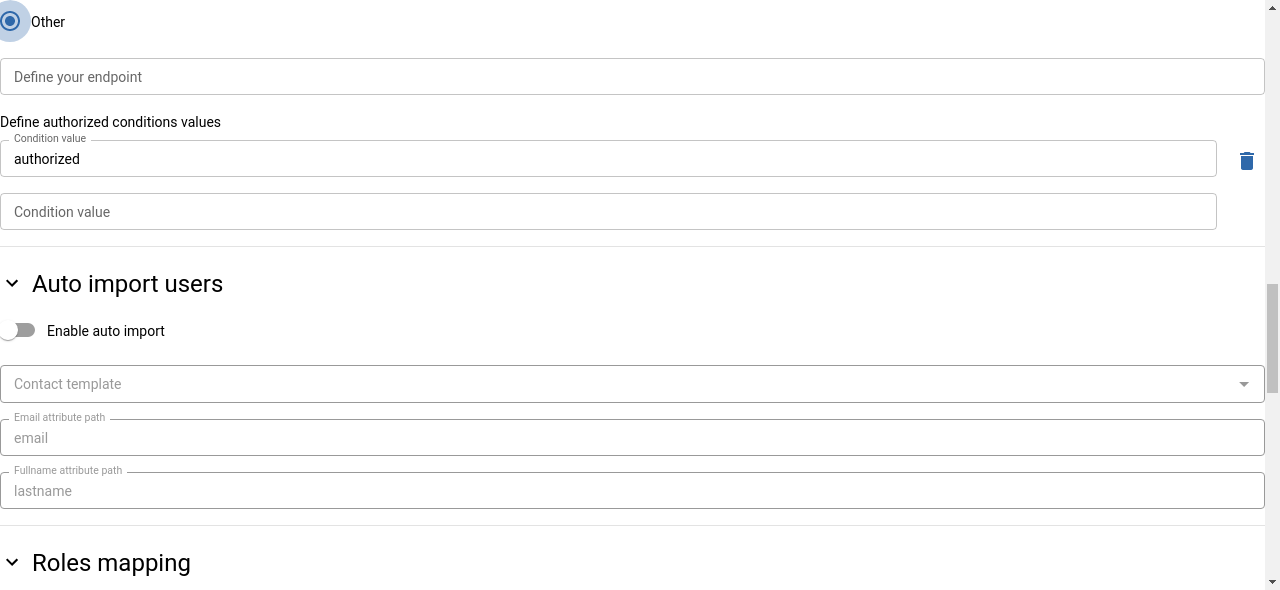 Other
Define your endpoint
Define authorized conditions values
Condition value
authorized
Condition value
Auto import users
Enable auto import
Contact template
Email attribute path
email
Fullname attribute path
lastname
Roles mapping